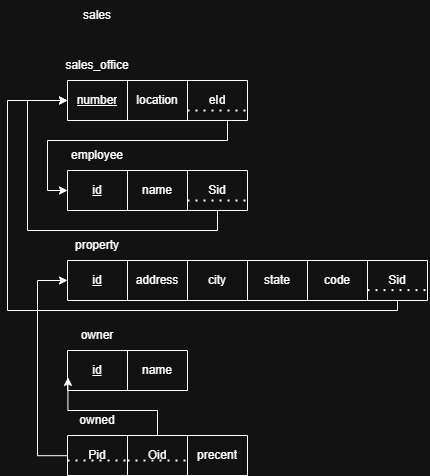 sales
sales_office
number location eId
employee
id name Sid
property
id address city state code Sid
owner
id name
owned
Pid Oid precent